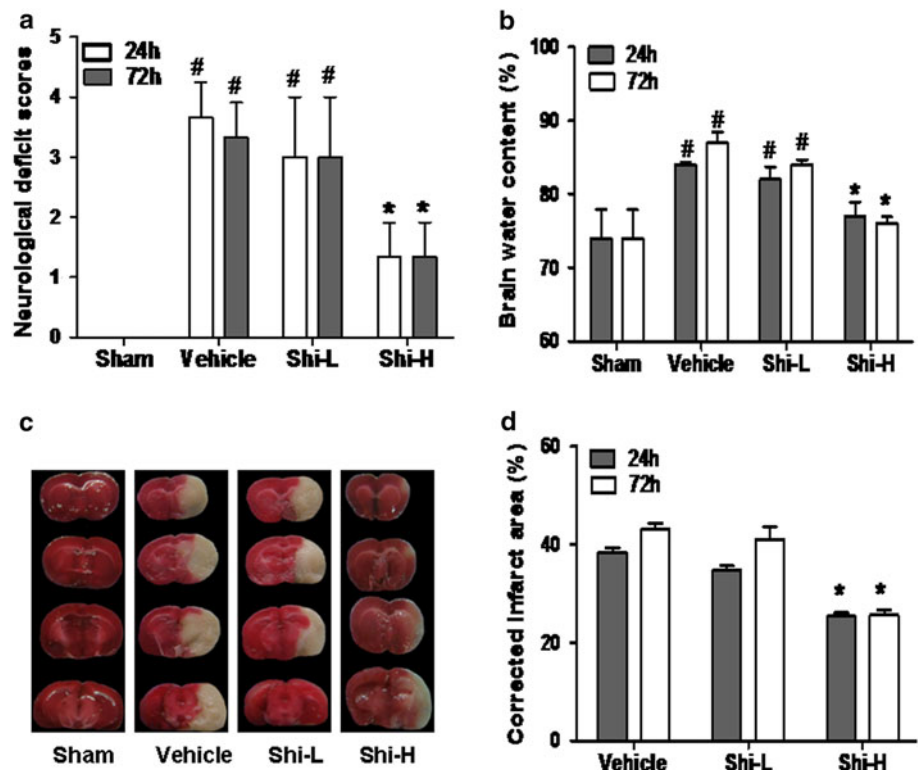 a
Neurological deficit scores
5
4
3
2
1
0
24h
72h
# # # # * *
Sham Vehicle Shi-L Shi-H
b
Brain water content (%)
100
90
80
70
60
24h
72h
# # # # * *
Sham Vehicle Shi-L Shi-H
c
Sham Vehicle Shi-L Shi-H
d
Corrected infarct area (%)
60
40
20
0
24h
72h
* *
Vehicle Shi-L Shi-H